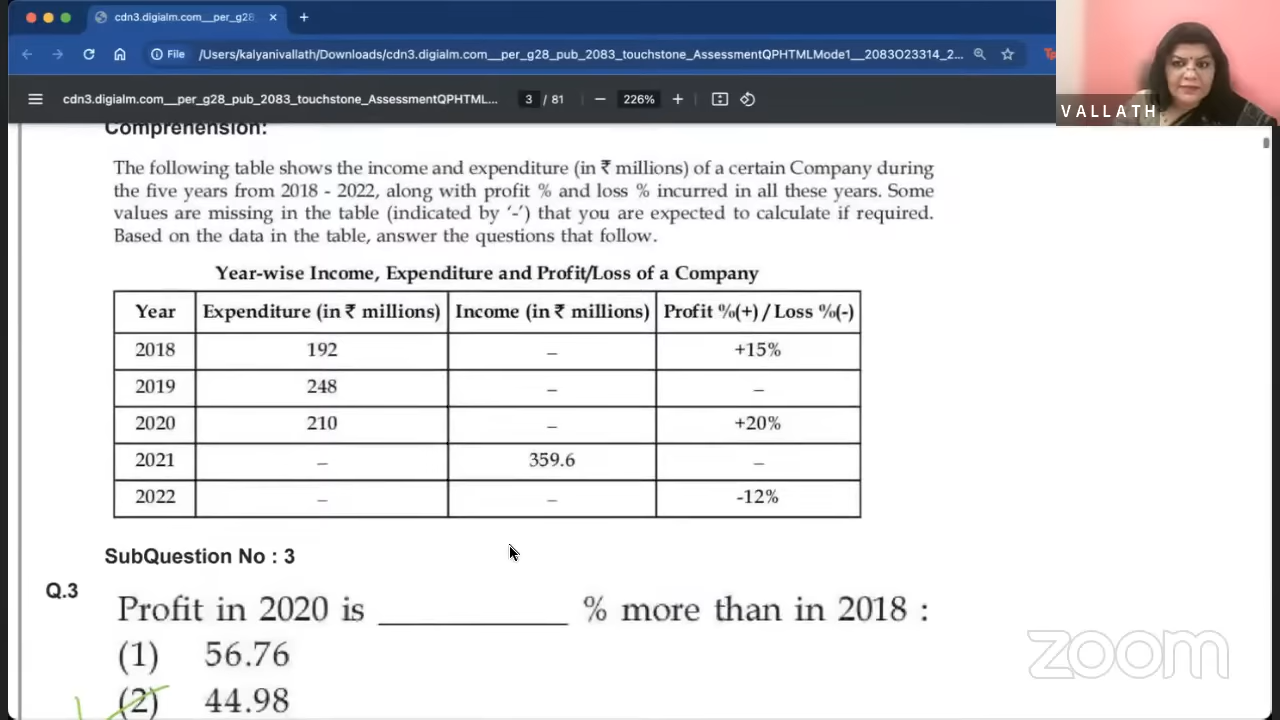 cdn3.digialm.com__per_g28
File /Users/kalyanivallath/Downloads/cdn3.digialm.com__per_g28_pub_2083_touchstone_AssessmentQPHTMLMode1__2083O23314_2...
cdn3.digialm.com__per_g28_pub_2083_touchstone_AssessmentQPHTML... 3 / 81 — 226% +
VALLATH
Comprehension:
The following table shows the income and expenditure (in ₹ millions) of a certain Company during
the five years from 2018 - 2022, along with profit % and loss % incurred in all these years. Some
values are missing in the table (indicated by ‘-’) that you are expected to calculate if required.
Based on the data in the table, answer the questions that follow.
Year-wise Income, Expenditure and Profit/Loss of a Company
Year Expenditure (in ₹ millions) Income (in ₹ millions) Profit %(+) / Loss %(-)
2018 192 – +15%
2019 248 – –
2020 210 – +20%
2021 – 359.6 –
2022 – – -12%
SubQuestion No : 3
Q.3 Profit in 2020 is __________ % more than in 2018 :
(1) 56.76
(2) 44.98
zoom